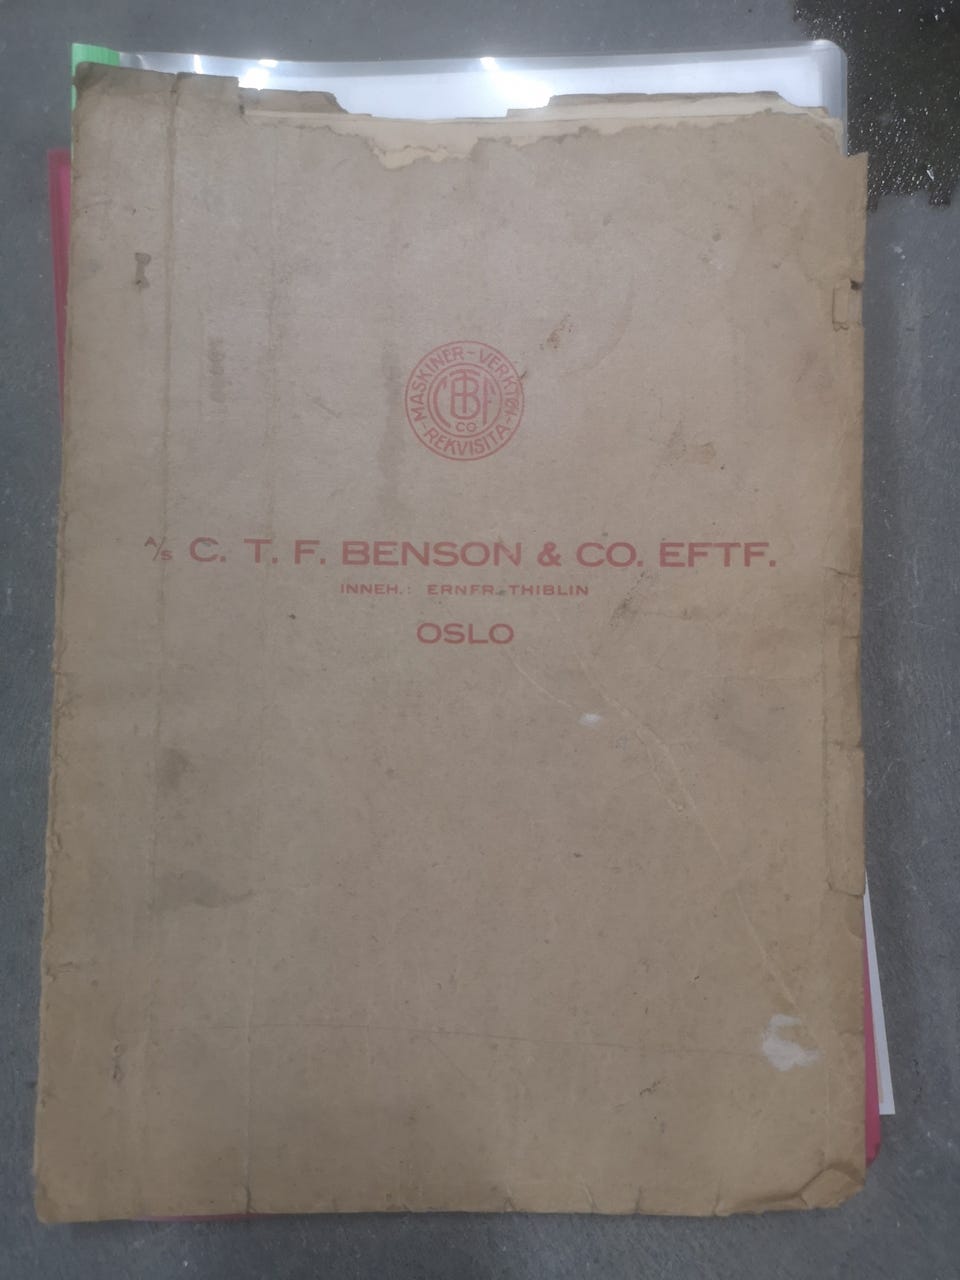 MASKINER-VERKTØI-REKVISITA-
CTBF
CO.
A/S C. T. F. BENSON & CO. EFTF.
INNEH.: ERNFR. THIBLIN
OSLO